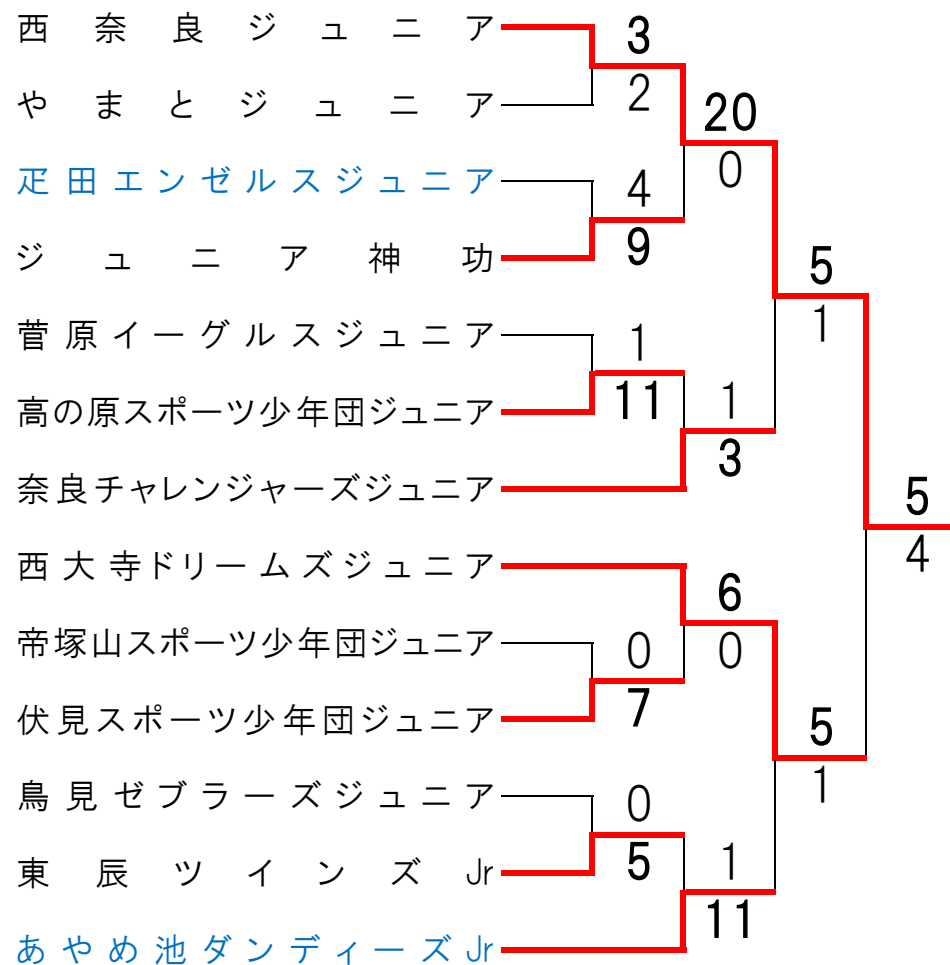 西奈良ジュニア
3
やまとジュニア
2
20
疋田エンゼルスジュニア
4
0
ジュニア神功
9
5
菅原イーグルスジュニア
1
1
高の原スポーツ少年団ジュニア
11
1
3
奈良チャレンジャーズジュニア
5
西大寺ドリームズジュニア
4
6
帝塚山スポーツ少年団ジュニア
0
0
伏見スポーツ少年団ジュニア
7
5
鳥見ゼブラーズジュニア
0
1
東辰ツインズJr
5
1
11
あやめ池ダンディーズJr